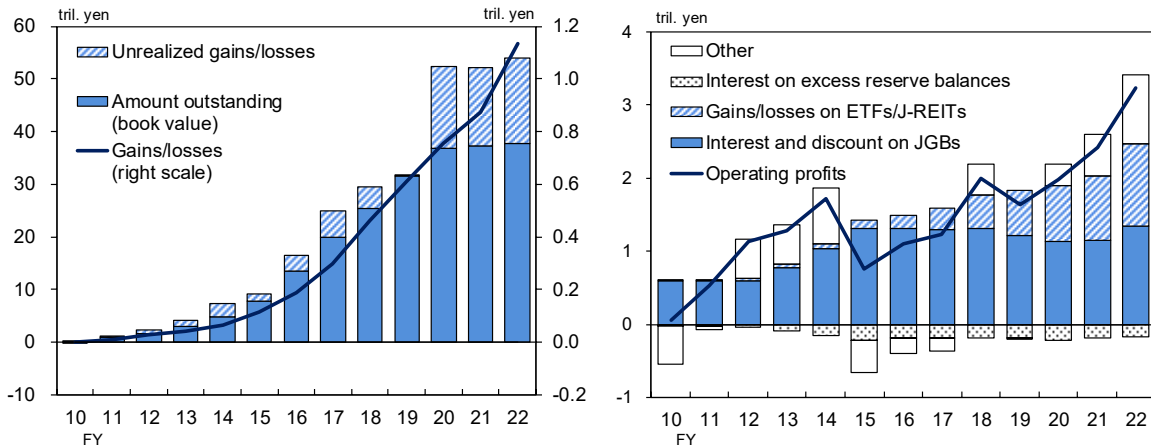 tril. yen
tril. yen
60
50
40
30
20
10
0
-10
1.2
1.0
0.8
0.6
0.4
0.2
0.0
-0.2
Unrealized gains/losses
Amount outstanding
(book value)
Gains/losses
(right scale)
10 11 12 13 14 15 16 17 18 19 20 21 22
FY
tril. yen
4
3
2
1
0
-1
Other
Interest on excess reserve balances
Gains/losses on ETFs/J-REITs
Interest and discount on JGBs
Operating profits
10 11 12 13 14 15 16 17 18 19 20 21 22
FY